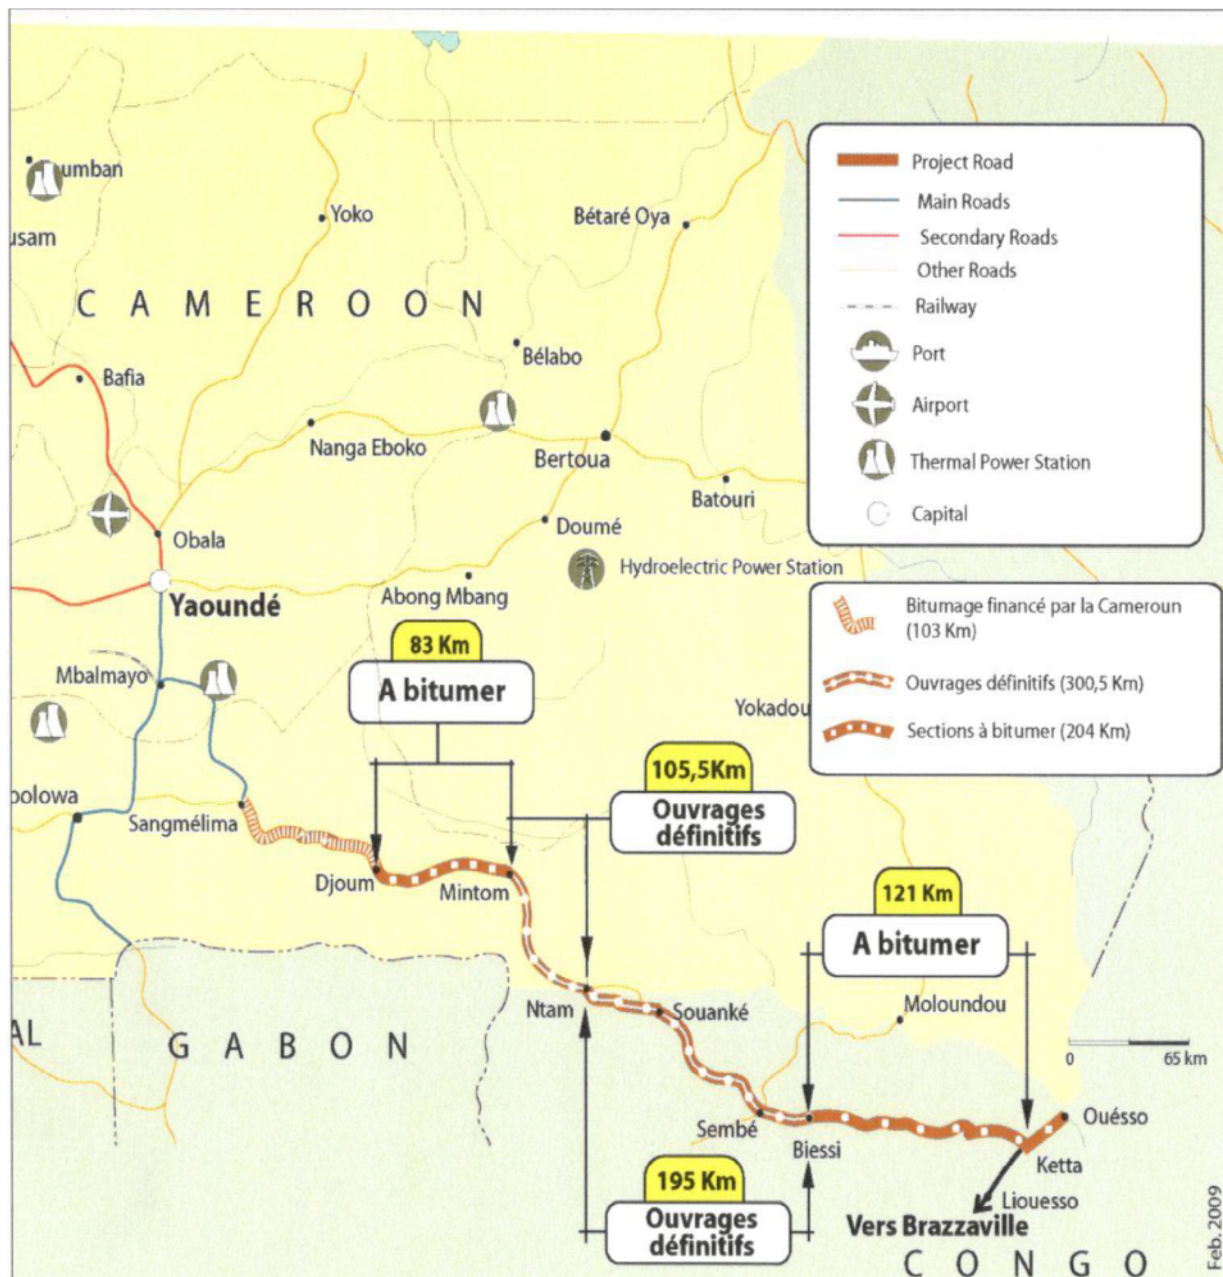 umban
usam
Yoko
Bétaré Oya
CAMEROON
Bafia
Bélabo
Nanga Eboko
Bertoua
Batouri
Obala
Doumé
Hydroelectric Power Station
Yaoundé
Abong Mbang
Project Road
Main Roads
Secondary Roads
Other Roads
Railway
Port
Airport
Thermal Power Station
Capital
Bitumage financé par la Cameroun
(103 Km)
Ouvrages définitifs (300,5 Km)
Sections à bitumer (204 Km)
83 Km
A bitumer
Mbalmayo
Yokadou
105,5Km
Ouvrages
définitifs
polowa
Sangmélima
Djoum
Mintom
121 Km
A bitumer
Ntam
Souanké
Moloundou
AL
GABON
0
65 km
Sembé
Biessi
Ouésso
Ketta
195 Km
Ouvrages
définitifs
Liouesso
Vers Brazzaville
CONGO
Feb. 2009